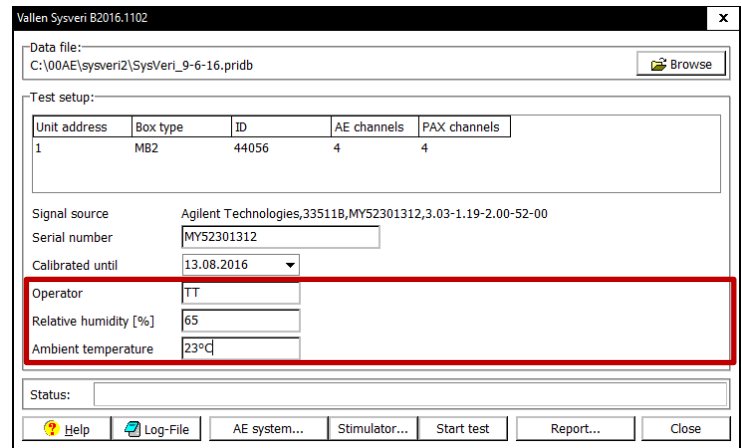 Vallen Sysveri B2016.1102 x
Data file:
C:\00AE\sysveri2\SysVeri_9-6-16.pridb Browse
Test setup:
Unit address Box type ID AE channels PAX channels
1 MB2 44056 4 4
Signal source Agilent Technologies,33511B,MY52301312,3.03-1.19-2.00-52-00
Serial number MY52301312
Calibrated until 13.08.2016
Operator TT
Relative humidity [%] 65
Ambient temperature 23ºC
Status:
? Help Log-File AE system... Stimulator... Start test Report... Close